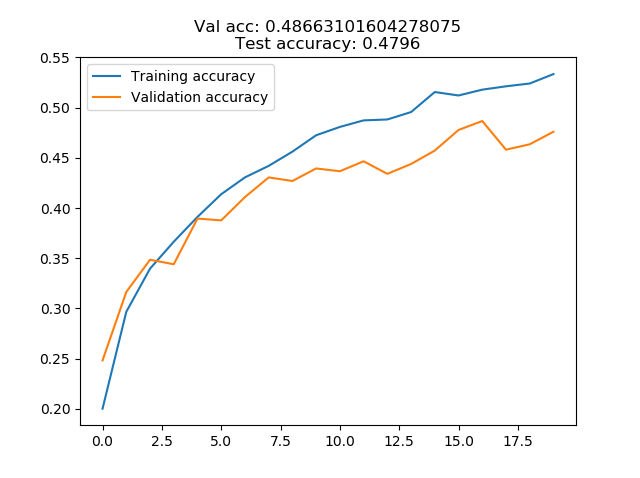 Val acc: 0.48663101604278075
Test accuracy: 0.4796
Training accuracy
Validation accuracy
0.55
0.50
0.45
0.40
0.35
0.30
0.25
0.20
0.0 2.5 5.0 7.5 10.0 12.5 15.0 17.5